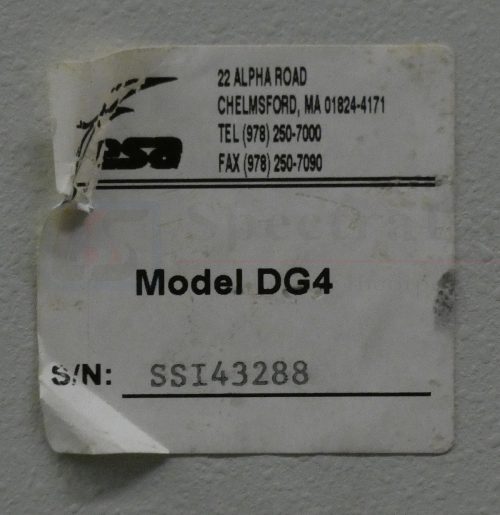 22 ALPHA ROAD
CHELMSFORD, MA 01824-4171
TEL (978) 250-7000
FAX (978) 250-7090
esa
Spectral
Model DG4
S/N: SSI43288